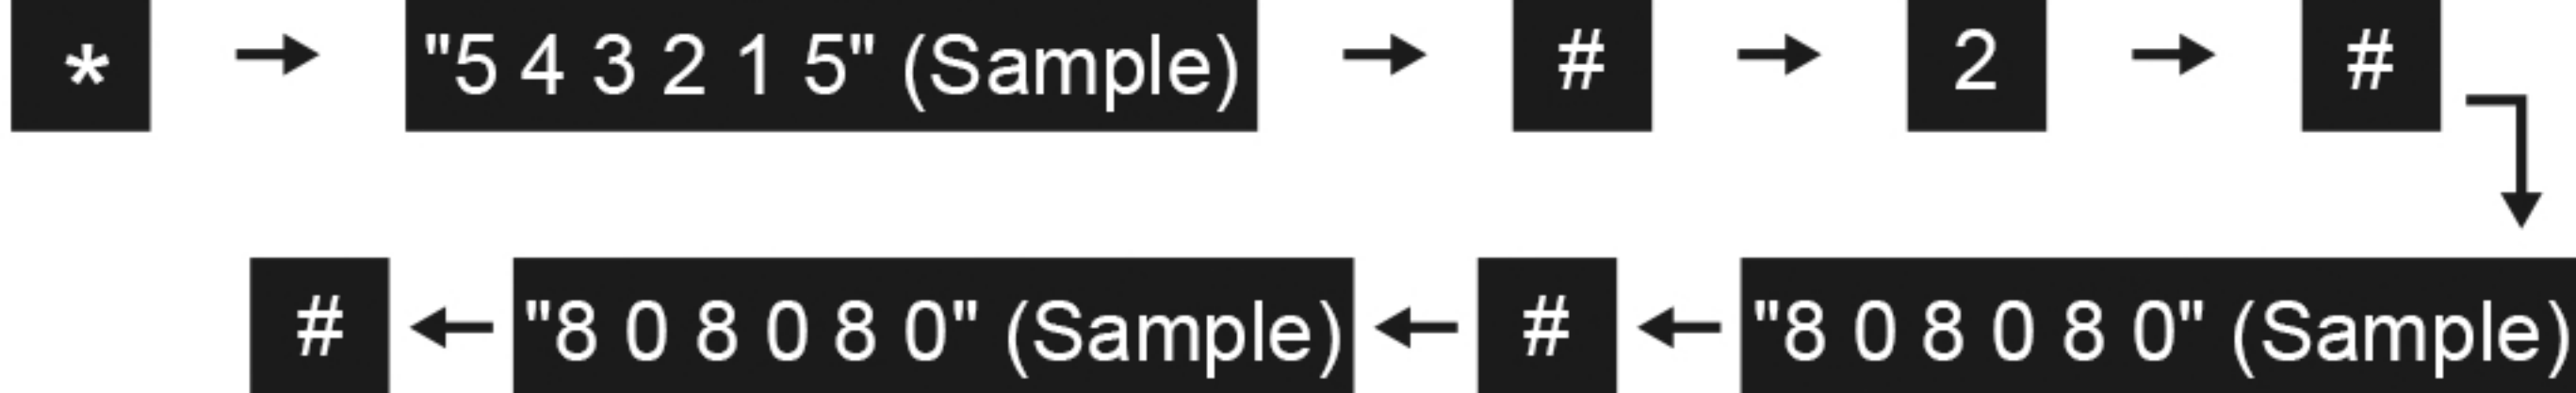 * → "5 4 3 2 1 5" (Sample) → # → 2 → #
# ← "8 0 8 0 8 0" (Sample) ← # ← "8 0 8 0 8 0" (Sample)